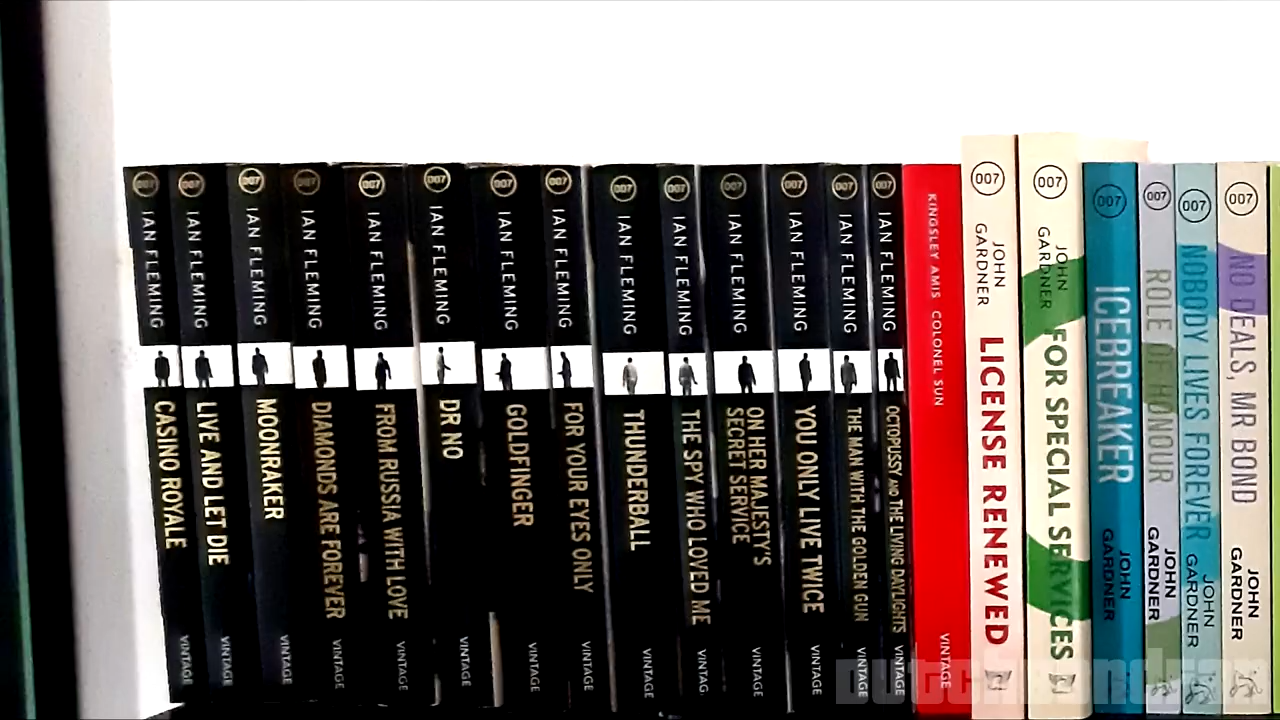 007 IAN FLEMING CASINO ROYALE VINTAGE
007 IAN FLEMING LIVE AND LET DIE VINTAGE
007 IAN FLEMING MOONRAKER VINTAGE
007 IAN FLEMING DIAMONDS ARE FOREVER VINTAGE
007 IAN FLEMING FROM RUSSIA WITH LOVE VINTAGE
007 IAN FLEMING DR NO VINTAGE
007 IAN FLEMING GOLDFINGER VINTAGE
007 IAN FLEMING FOR YOUR EYES ONLY VINTAGE
007 IAN FLEMING THUNDERBALL VINTAGE
007 IAN FLEMING THE SPY WHO LOVED ME VINTAG
007 IAN FLEMING ON HER MAJESTY'S
SECRET SERVICE VINTAGE
007 IAN FLEMING YOU ONLY LIVE TWICE VINTAGE
007 IAN FLEMING THE MAN WITH THE GOLDEN GUN VINTAGE
007 IAN FLEMING OCTOPUSSY AND THE LIVING DAYLIGHTS VINTAGE
KINGSLEY AMIS COLONEL SUN VINTAGE
007 JOHN
GARDNER LICENSE RENEWED
007 JOHN
GARDNER FOR SPECIAL SERVICES
007 ICEBREAKER JOHN
GARDNER
007 ROLE OF HONOUR JOHN
GARDNER
007 NOBODY LIVES FOREVER JOHN
GARDNER
007 NO DEALS, MR BOND JOHN
GARDNER